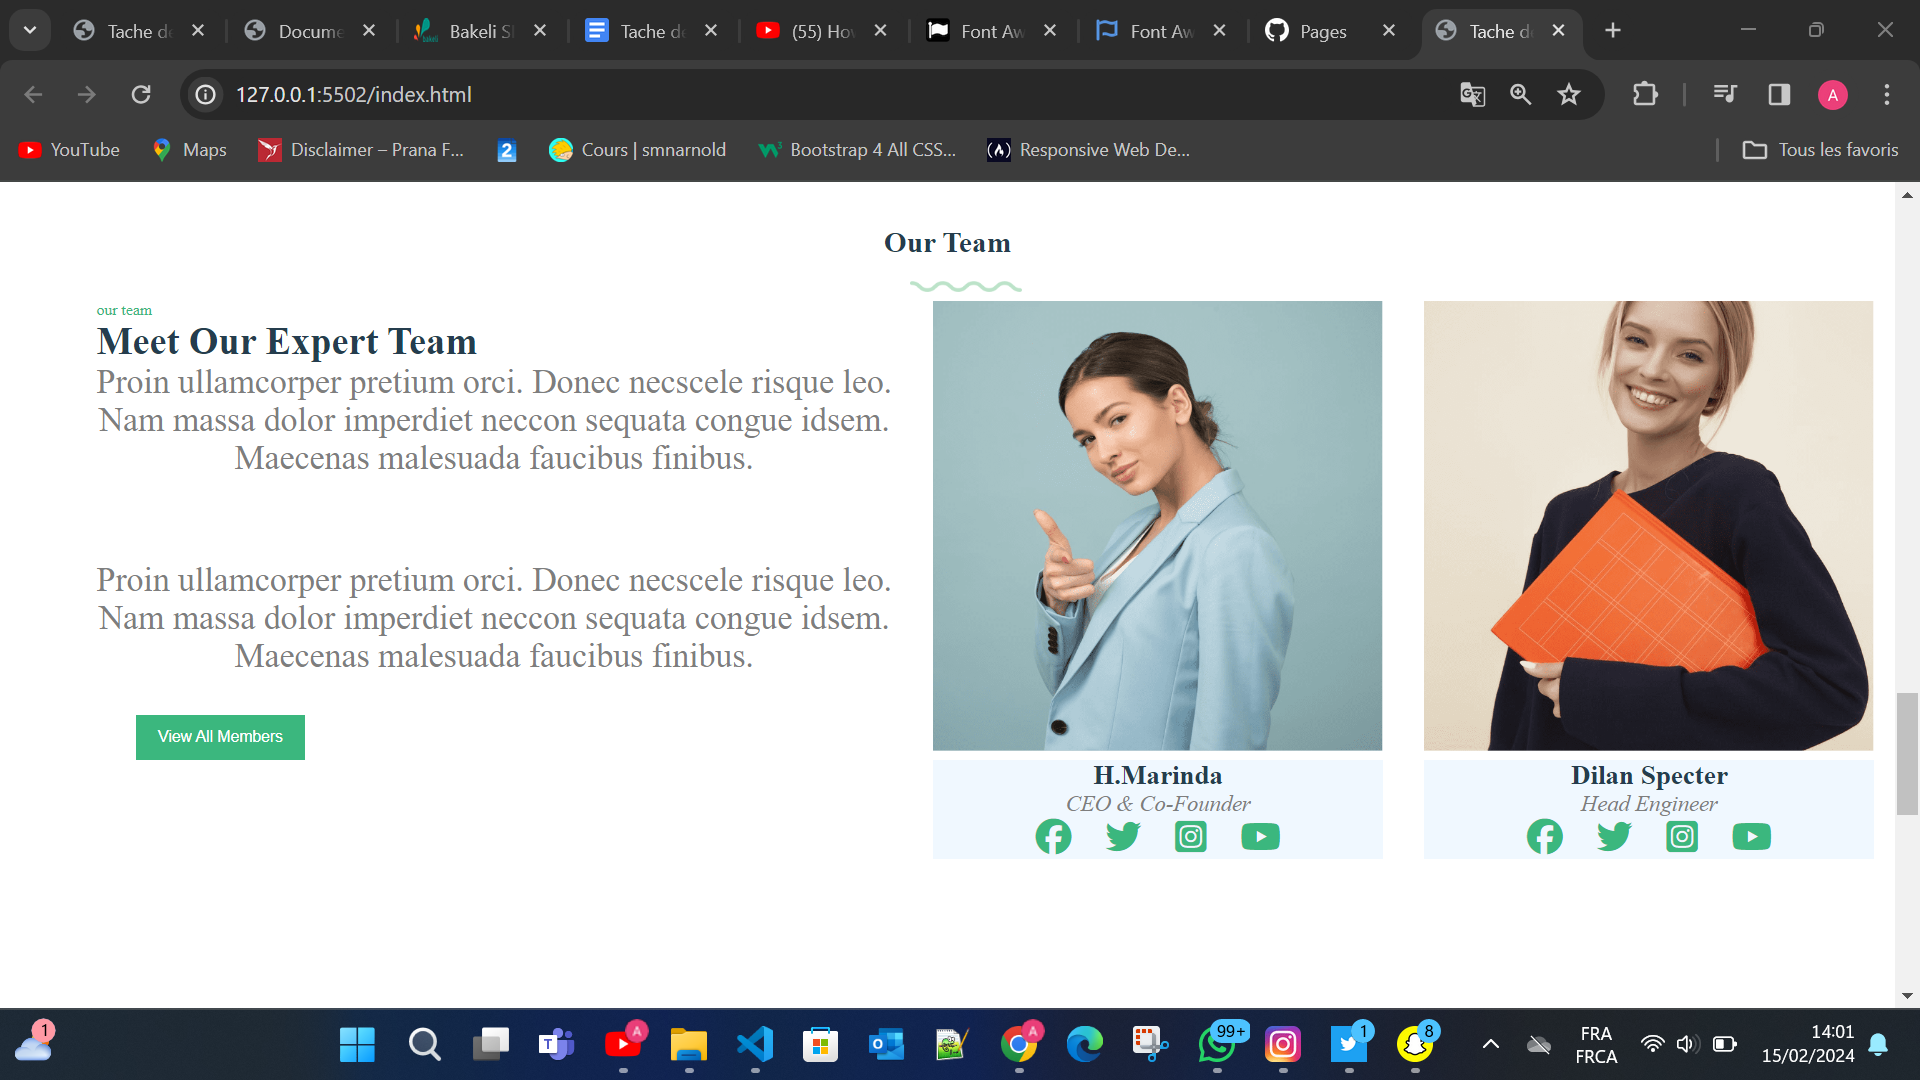 Tache de
Docume
Bakeli S
Tache de
(55) Ho
Font Aw
Font Aw
Pages
Tache de
127.0.0.1:5502/index.html
A
YouTube
Maps
Disclaimer – Prana F...
2
Cours | smnarnold
Bootstrap 4 All CSS...
Responsive Web De...
Tous les favoris
Our Team
our team
Meet Our Expert Team
Proin ullamcorper pretium orci. Donec necscele risque leo.
Nam massa dolor imperdiet neccon sequata congue idsem.
Maecenas malesuada faucibus finibus.
Proin ullamcorper pretium orci. Donec necscele risque leo.
Nam massa dolor imperdiet neccon sequata congue idsem.
Maecenas malesuada faucibus finibus.
View All Members
H.Marinda
CEO & Co-Founder
Dilan Specter
Head Engineer
1
A
A
99+
1
8
FRA
FRCA
14:01
15/02/2024